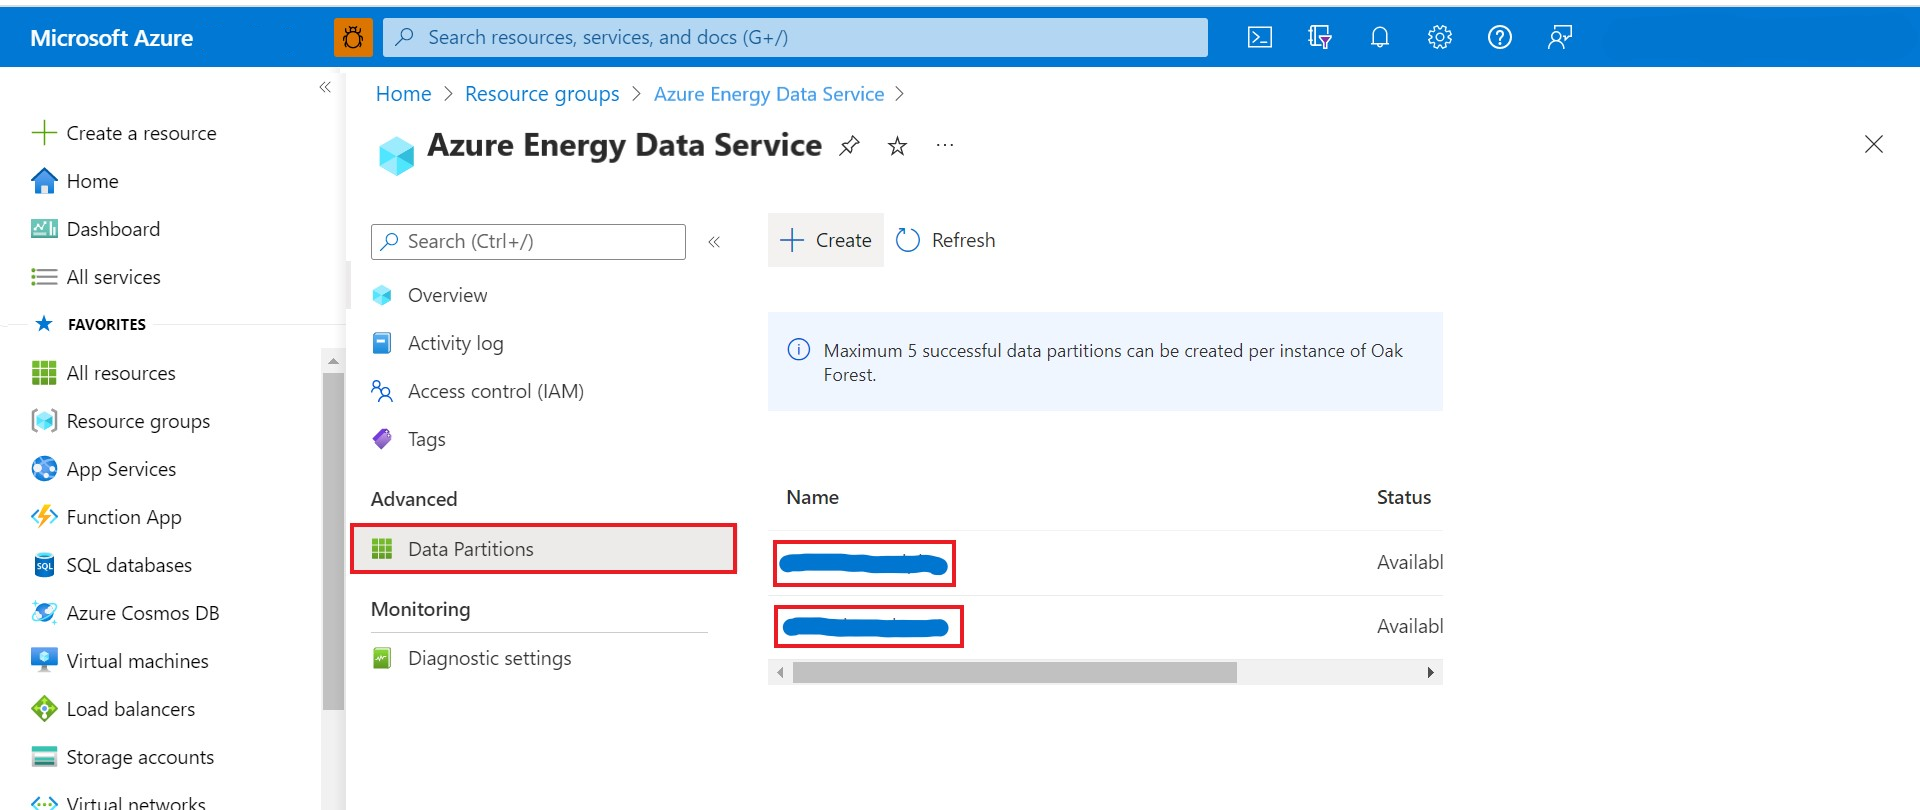 Microsoft Azure
Search resources, services, and docs (G+/)
Create a resource
Home
Dashboard
All services
FAVORITES
All resources
Resource groups
App Services
Function App
SQL databases
Azure Cosmos DB
Virtual machines
Load balancers
Storage accounts
Virtual networks
Home > Resource groups > Azure Energy Data Service >
Azure Energy Data Service
Search (Ctrl+/)
Overview
Activity log
Access control (IAM)
Tags
Advanced
Data Partitions
Monitoring
Diagnostic settings
Create Refresh
Maximum 5 successful data partitions can be created per instance of Oak
Forest.
Name Status
Availabl
Availabl